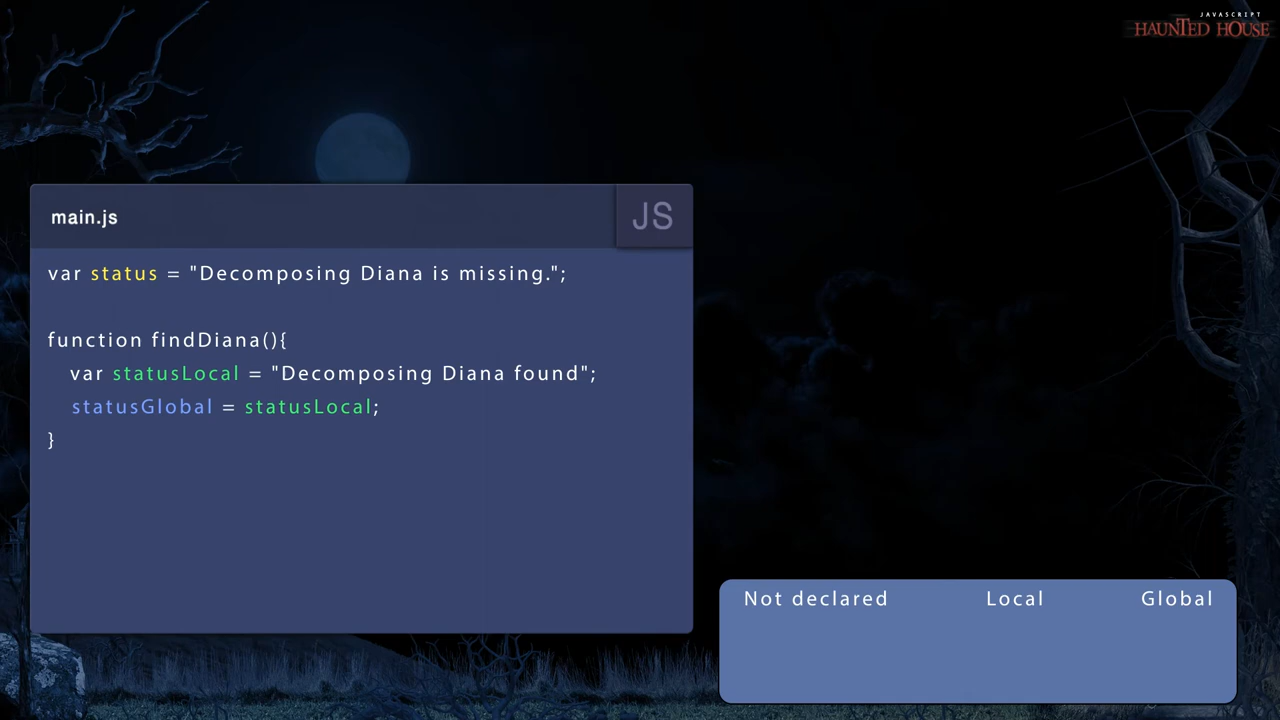 JAVASCRIPT
HAUNTED HOUSE
main.js
JS
var status = "Decomposing Diana is missing.";
function findDiana(){
var statusLocal = "Decomposing Diana found";
statusGlobal = statusLocal;
}
Not declared Local Global